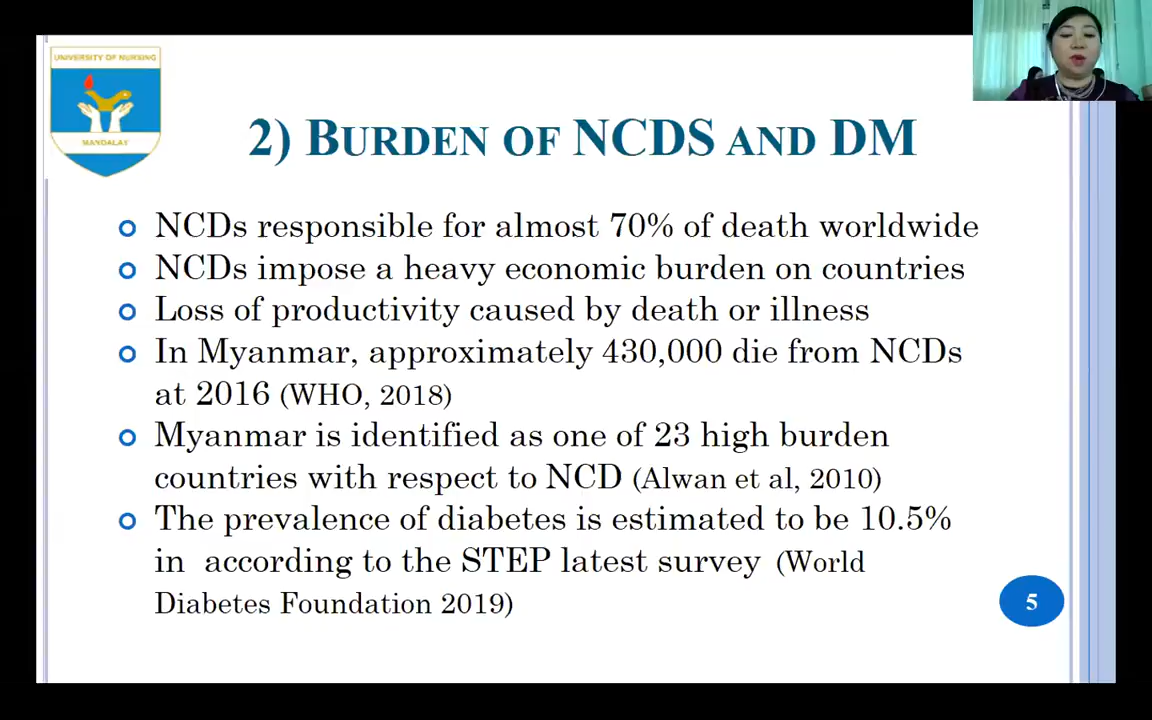 UNIVERSITY OF NURSING
MANDALAY
2) BURDEN OF NCDS AND DM
NCDs responsible for almost 70% of death worldwide
NCDs impose a heavy economic burden on countries
Loss of productivity caused by death or illness
In Myanmar, approximately 430,000 die from NCDs
at 2016 (WHO, 2018)
Myanmar is identified as one of 23 high burden
countries with respect to NCD (Alwan et al, 2010)
The prevalence of diabetes is estimated to be 10.5%
in according to the STEP latest survey (World
Diabetes Foundation 2019)
5